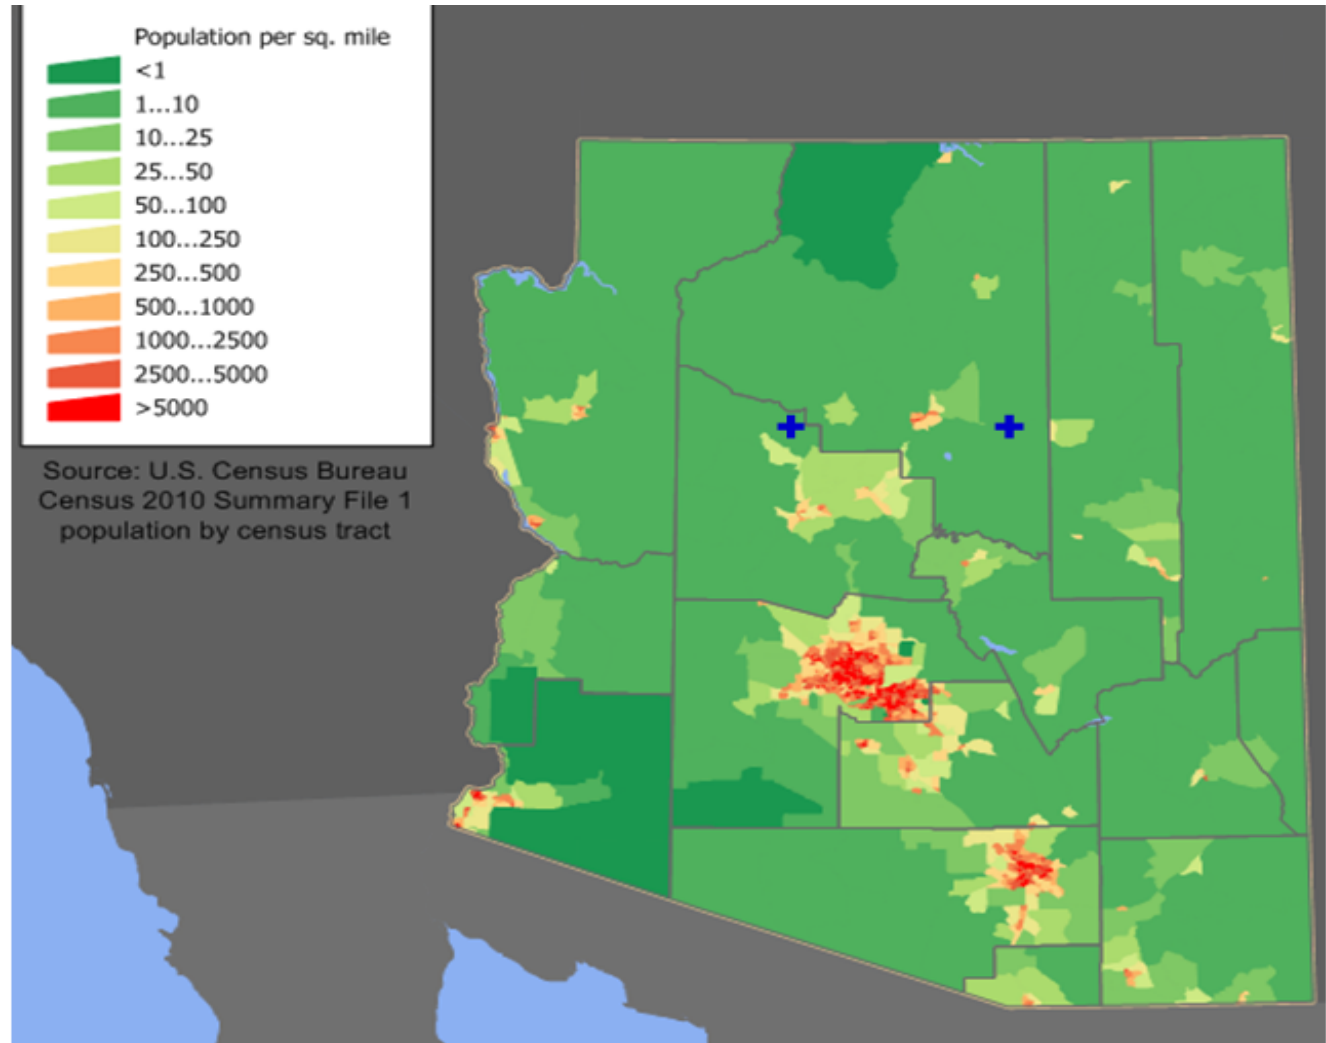 Population per sq. mile
<1
1...10
10...25
25...50
50...100
100...250
250...500
500...1000
1000...2500
2500...5000
>5000
Source: U.S. Census Bureau
Census 2010 Summary File 1
population by census tract